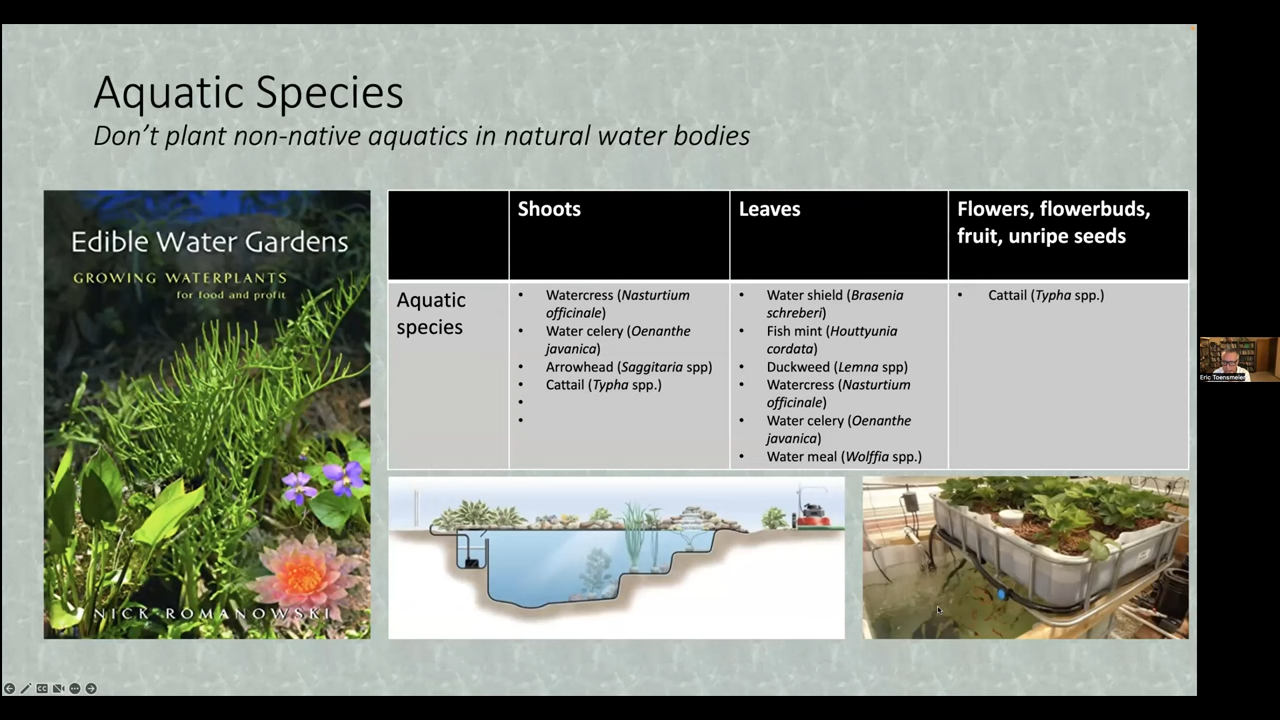 Aquatic Species
Don't plant non-native aquatics in natural water bodies
Edible Water Gardens
GROWING WATERPLANTS
for food and profit
NICK ROMANOWSKI
Shoots
Leaves
Flowers, flowerbuds,
fruit, unripe seeds
Aquatic
species
• Watercress (Nasturtium
officinale)
• Water celery (Oenanthe
javanica)
• Arrowhead (Saggitaria spp)
• Cattail (Typha spp.)
•
•
• Water shield (Brasenia
schreberi)
• Fish mint (Houttyunia
cordata)
• Duckweed (Lemna spp)
• Watercress (Nasturtium
officinale)
• Water celery (Oenanthe
javanica)
• Water meal (Wolffia spp.)
• Cattail (Typha spp.)
Eric Toensmeier
CC